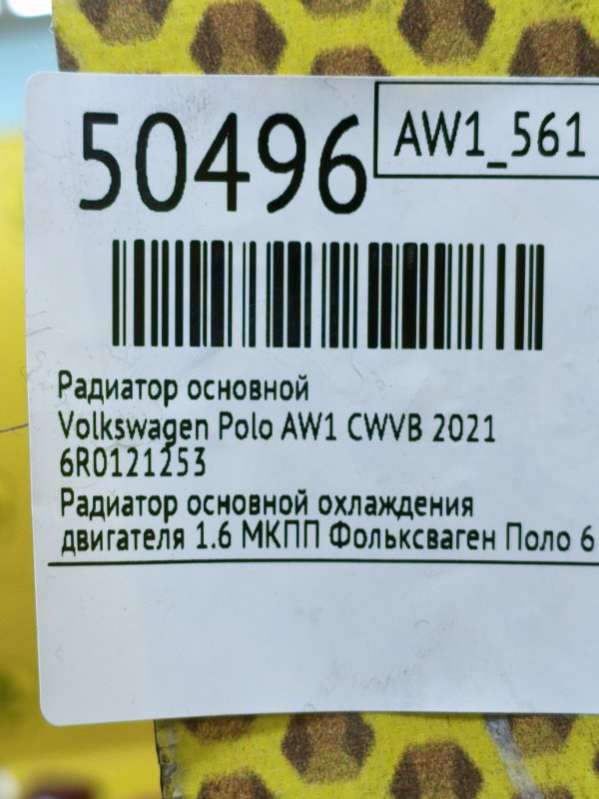 50496
AW1_561
Радиатор основной
Volkswagen Polo AW1 CWVB 2021
6R0121253
Радиатор основной охлаждения
двигателя 1.6 МКПП Фольксваген Поло 6